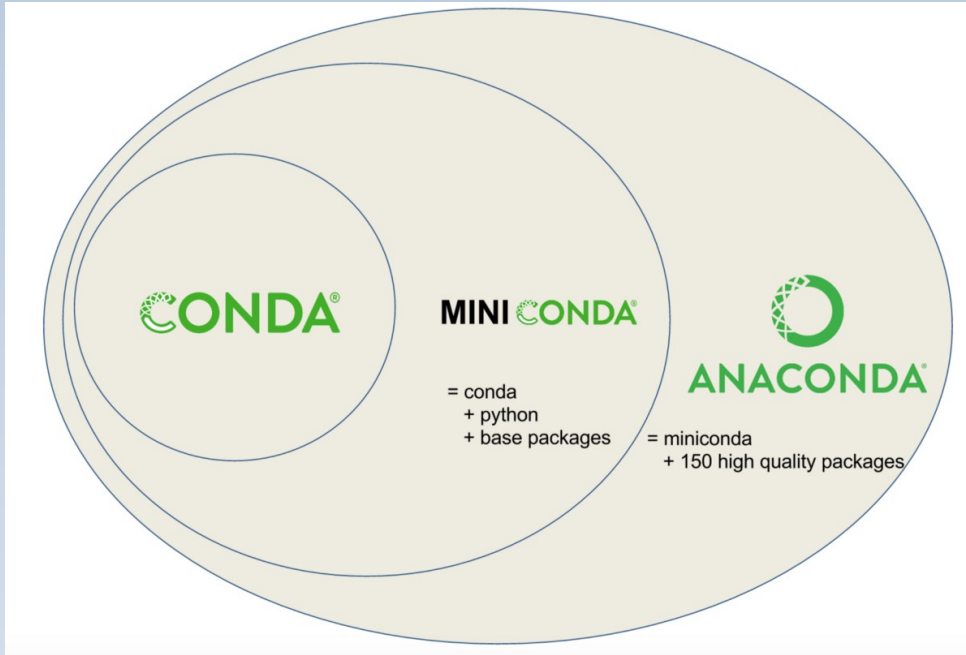 CONDA®
MINI CONDA®
= conda
+ python
+ base packages
ANACONDA®
= miniconda
+ 150 high quality packages